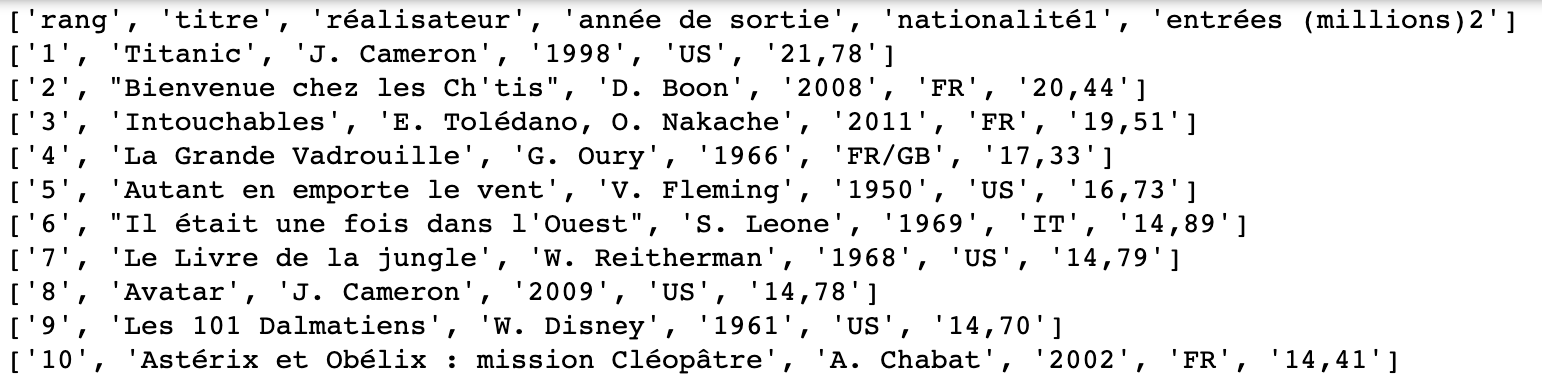 ['rang', 'titre', 'réalisateur', 'année de sortie', 'nationalité1', 'entrées (millions)2']
['1', 'Titanic', 'J. Cameron', '1998', 'US', '21,78']
['2', "Bienvenue chez les Ch'tis", 'D. Boon', '2008', 'FR', '20,44']
['3', 'Intouchables', 'E. Tolédano, O. Nakache', '2011', 'FR', '19,51']
['4', 'La Grande Vadrouille', 'G. Oury', '1966', 'FR/GB', '17,33']
['5', 'Autant en emporte le vent', 'V. Fleming', '1950', 'US', '16,73']
['6', "Il était une fois dans l'Ouest", 'S. Leone', '1969', 'IT', '14,89']
['7', 'Le Livre de la jungle', 'W. Reitherman', '1968', 'US', '14,79']
['8', 'Avatar', 'J. Cameron', '2009', 'US', '14,78']
['9', 'Les 101 Dalmatiens', 'W. Disney', '1961', 'US', '14,70']
['10', 'Astérix et Obélix : mission Cléopâtre', 'A. Chabat', '2002', 'FR', '14,41']